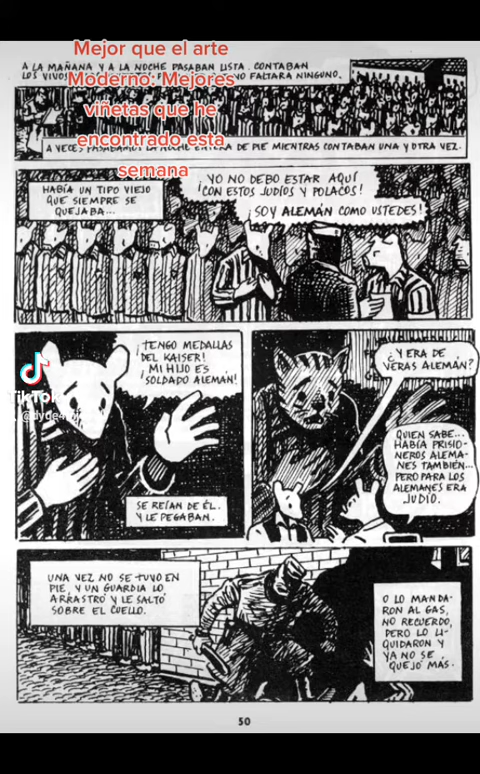 Mejor que el arte
Moderno: Mejores
viñetas que he
encontrado esta
semana
A LA MAÑANA Y A LA NOCHE PASABAN LISTA. CONTABAN
LOS VIVOS
NO FALTARA NINGUNO.
A VECES PASÁBAMOS LA NOCHE ENTERA DE PIE MIENTRAS CONTABAN UNA Y OTRA VEZ.
HABÍA UN TIPO VIEJO
QUE SIEMPRE SE
QUEJABA...
¡YO NO DEBO ESTAR AQUÍ
CON ESTOS JUDÍOS Y POLACOS!
¡SOY ALEMÁN COMO USTEDES!
¡TENGO MEDALLAS
DEL KAISER!
MI HIJO ES
¡SOLDADO ALEMÁN!
SE REÍAN DE ÉL.
Y LE PEGABAN.
¿Y ERA DE
VERAS ALEMÁN?
QUIEN SABE...
HABÍA PRISIO-
NEROS ALEMA-
NES TAMBIÉN...
PERO PARA LOS
ALEMANES ERA
JUDÍO.
TikTok
UNA VEZ NO SE TUVO EN
PIE, Y UN GUARDIA LO
ARRASTRÓ Y LE SALTÓ
SOBRE EL CUELLO.
O LO MANDA-
RON AL GAS,
NO RECUERDO,
PERO LO LI-
QUIDARON Y
YA NO SE
QUEJÓ MÁS.
50